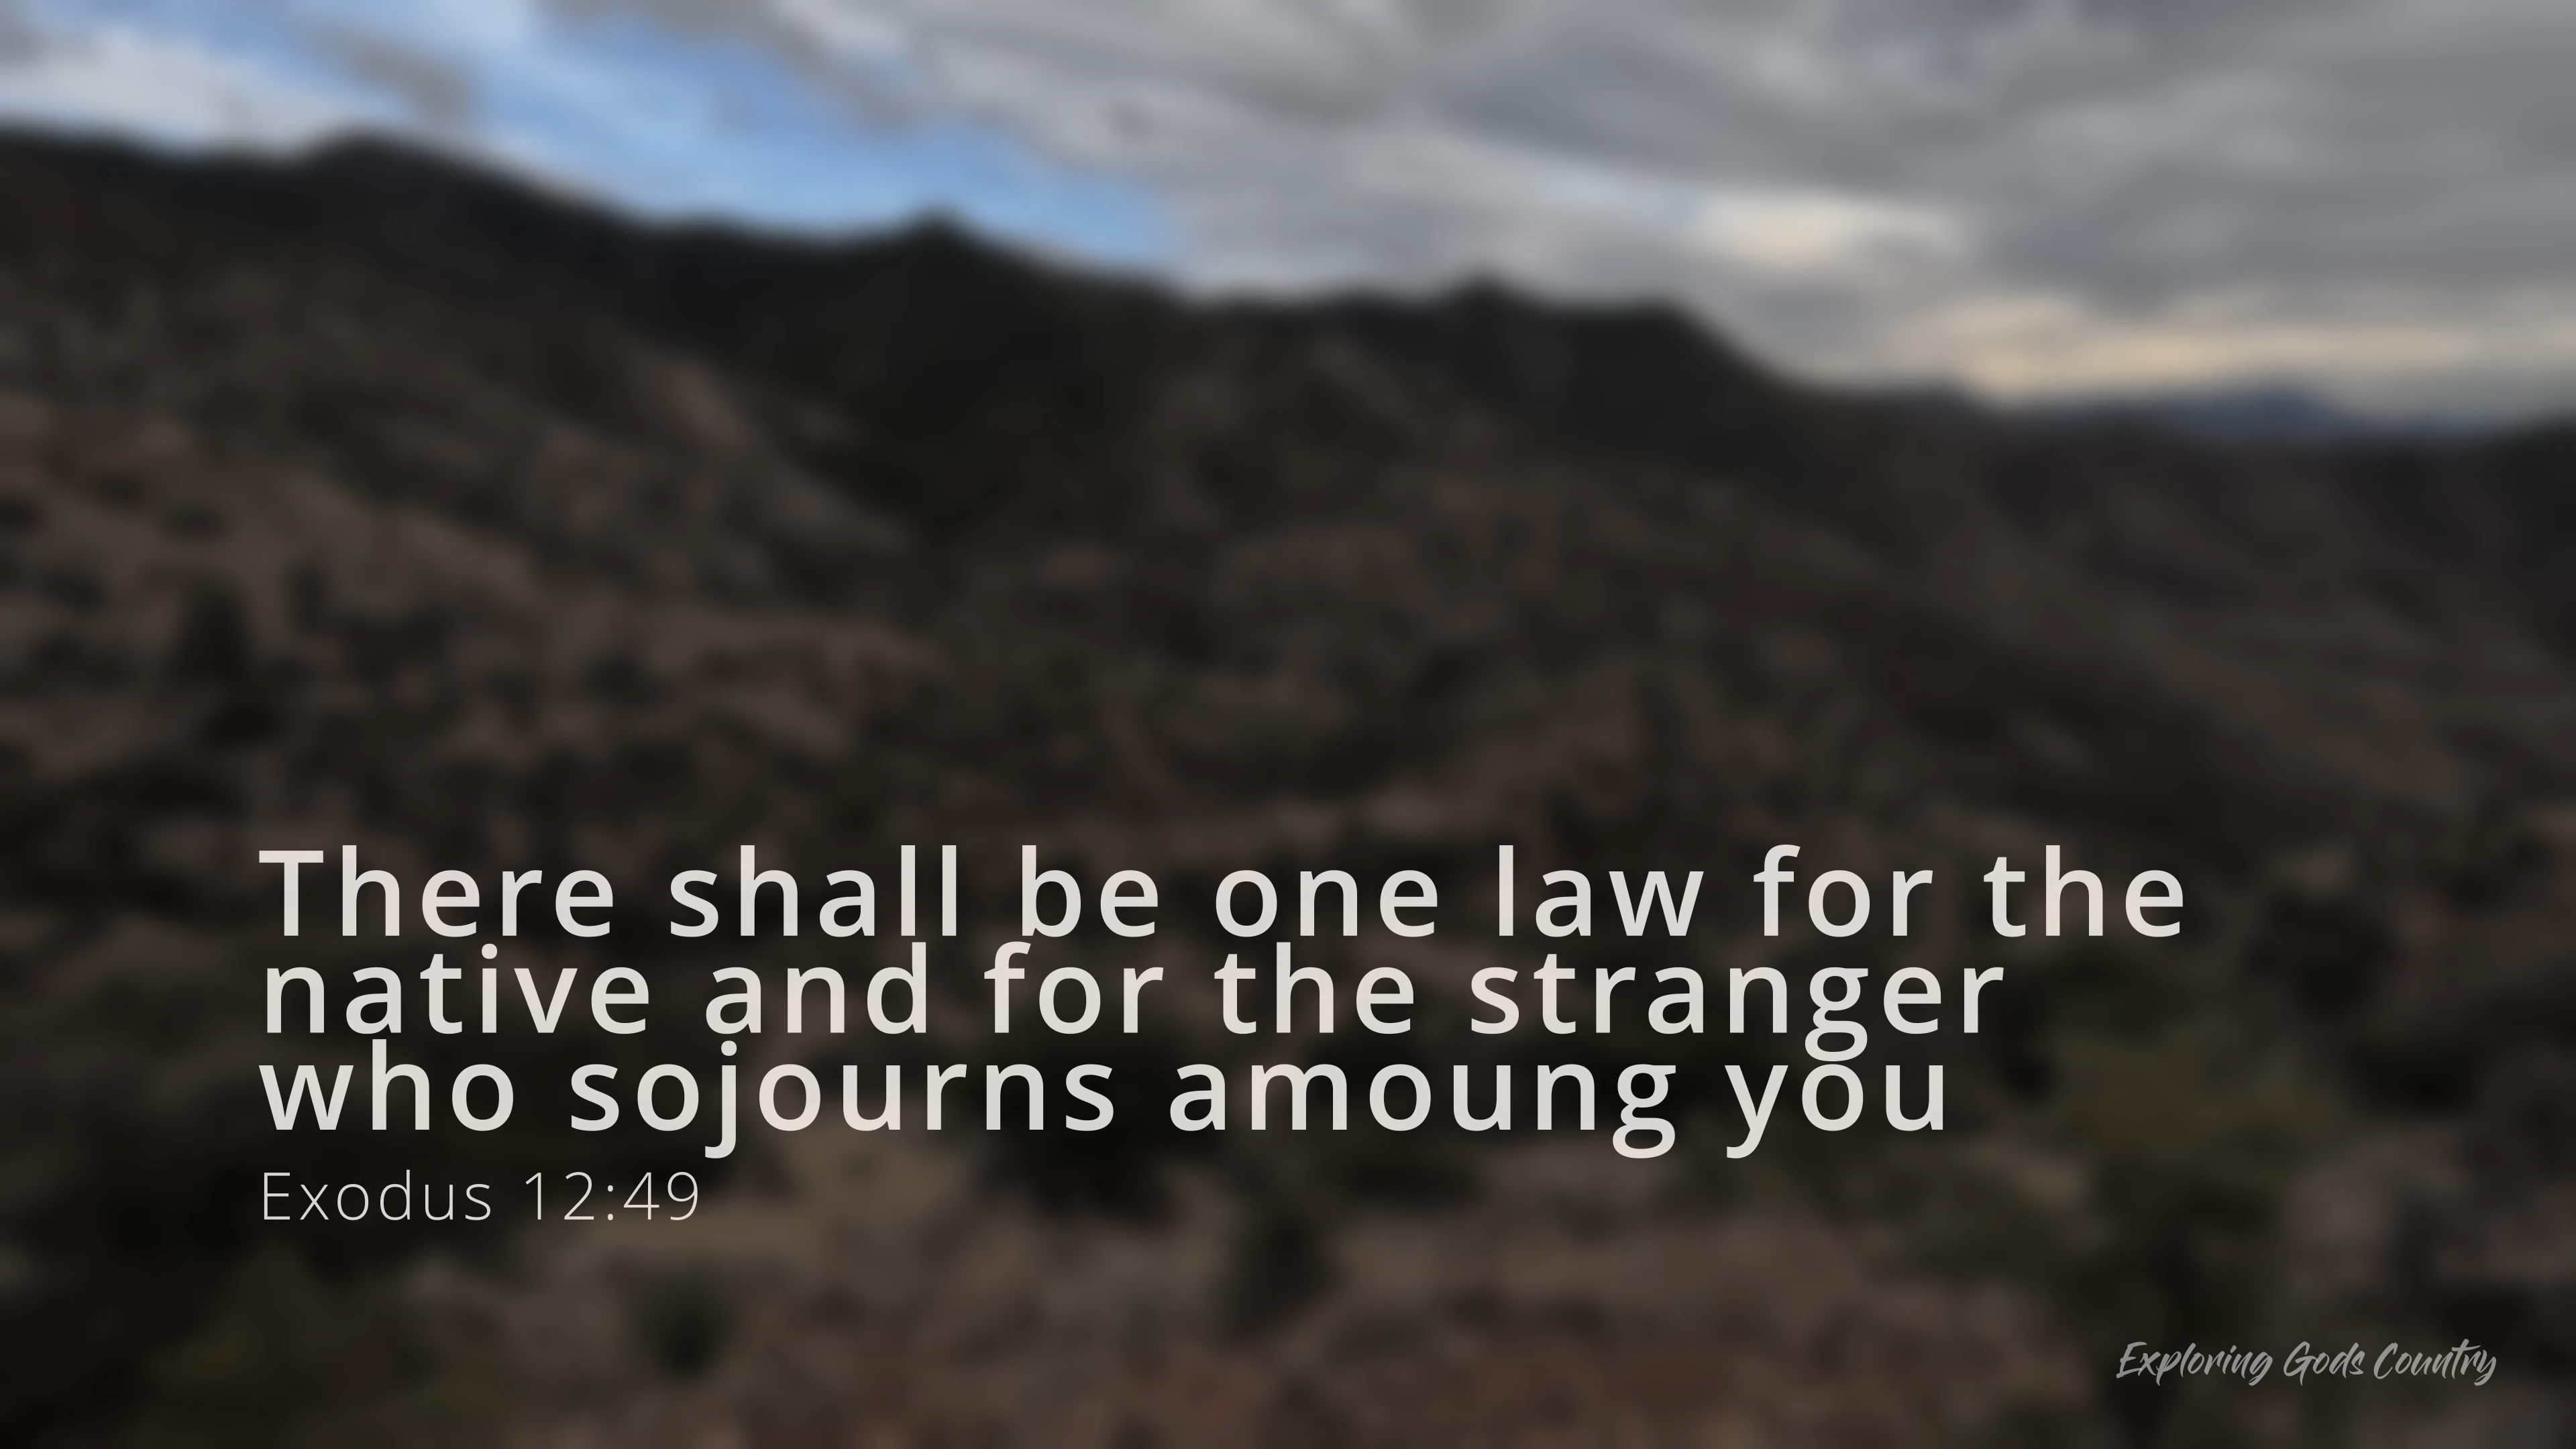 There shall be one law for the
native and for the stranger
who sojourns amoung you
Exodus 12:49
Exploring Gods Country